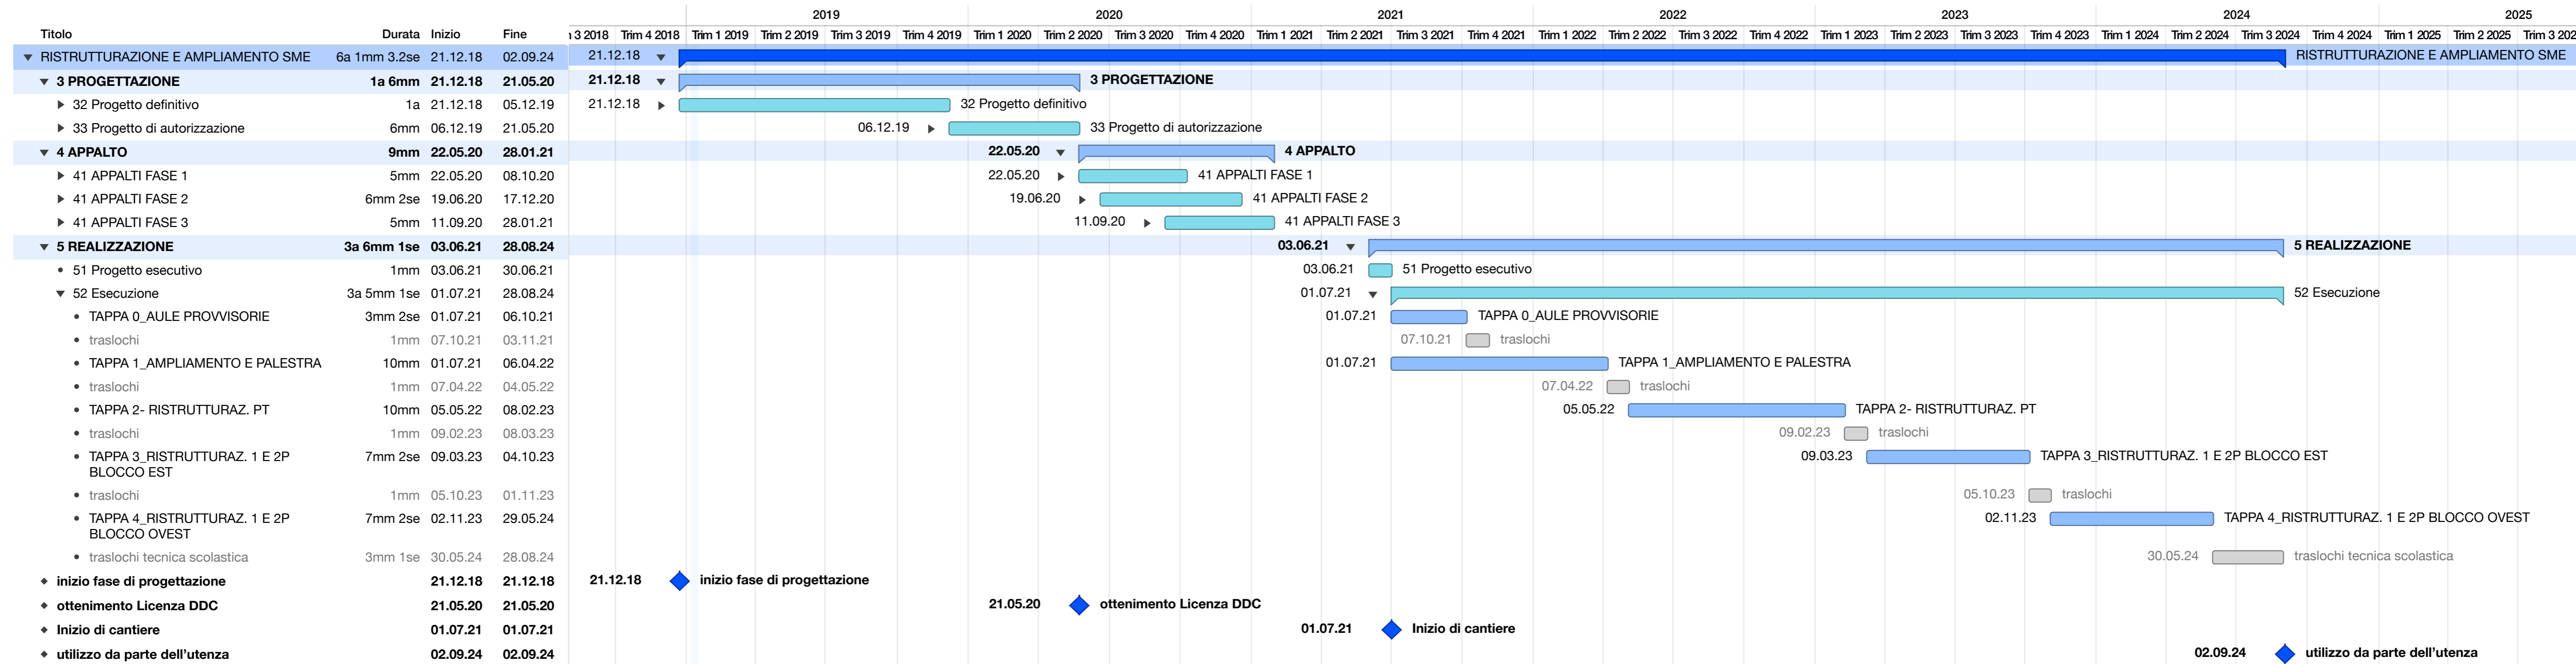 2019 2020 2021 2022 2023 2024 2025
Titolo Durata Inizio Fine 3 2018 Trim 4 2018 Trim 1 2019 Trim 2 2019 Trim 3 2019 Trim 4 2019 Trim 1 2020 Trim 2 2020 Trim 3 2020 Trim 4 2020 Trim 1 2021 Trim 2 2021 Trim 3 2021 Trim 4 2021 Trim 1 2022 Trim 2 2022 Trim 3 2022 Trim 4 2022 Trim 1 2023 Trim 2 2023 Trim 3 2023 Trim 4 2023 Trim 1 2024 Trim 2 2024 Trim 3 2024 Trim 4 2024 Trim 1 2025 Trim 2 2025 Trim 3 202
RISTRUTTURAZIONE E AMPLIAMENTO SME 6a 1mm 3.2se 21.12.18 02.09.24 21.12.18 RISTRUTTURAZIONE E AMPLIAMENTO SME
3 PROGETTAZIONE 1a 6mm 21.12.18 21.05.20 21.12.18 3 PROGETTAZIONE
32 Progetto definitivo 1a 21.12.18 05.12.19 21.12.18 32 Progetto definitivo
33 Progetto di autorizzazione 6mm 06.12.19 21.05.20 06.12.19 33 Progetto di autorizzazione
4 APPALTO 9mm 22.05.20 28.01.21 22.05.20 4 APPALTO
41 APPALTI FASE 1 5mm 22.05.20 08.10.20 22.05.20 41 APPALTI FASE 1
41 APPALTI FASE 2 6mm 2se 19.06.20 17.12.20 19.06.20 41 APPALTI FASE 2
41 APPALTI FASE 3 5mm 11.09.20 28.01.21 11.09.20 41 APPALTI FASE 3
5 REALIZZAZIONE 3a 6mm 1se 03.06.21 28.08.24 03.06.21 5 REALIZZAZIONE
51 Progetto esecutivo 1mm 03.06.21 30.06.21 03.06.21 51 Progetto esecutivo
52 Esecuzione 3a 5mm 1se 01.07.21 28.08.24 01.07.21 52 Esecuzione
TAPPA 0_AULE PROVVISORIE 3mm 2se 01.07.21 06.10.21 01.07.21 TAPPA 0_AULE PROVVISORIE
traslochi 1mm 07.10.21 03.11.21 07.10.21 traslochi
TAPPA 1_AMPLIAMENTO E PALESTRA 10mm 01.07.21 06.04.22 01.07.21 TAPPA 1_AMPLIAMENTO E PALESTRA
traslochi 1mm 07.04.22 04.05.22 07.04.22 traslochi
TAPPA 2- RISTRUTTURAZ. PT 10mm 05.05.22 08.02.23 05.05.22 TAPPA 2- RISTRUTTURAZ. PT
traslochi 1mm 09.02.23 08.03.23 09.02.23 traslochi
TAPPA 3_RISTRUTTURAZ. 1 E 2P 7mm 2se 09.03.23 04.10.23 09.03.23 TAPPA 3_RISTRUTTURAZ. 1 E 2P BLOCCO EST
BLOCCO EST
traslochi 1mm 05.10.23 01.11.23 05.10.23 traslochi
TAPPA 4_RISTRUTTURAZ. 1 E 2P 7mm 2se 02.11.23 29.05.24 02.11.23 TAPPA 4_RISTRUTTURAZ. 1 E 2P BLOCCO OVEST
BLOCCO OVEST
traslochi tecnica scolastica 3mm 1se 30.05.24 28.08.24 30.05.24 traslochi tecnica scolastica
inizio fase di progettazione 21.12.18 21.12.18 21.12.18 inizio fase di progettazione
ottenimento Licenza DDC 21.05.20 21.05.20 21.05.20 ottenimento Licenza DDC
Inizio di cantiere 01.07.21 01.07.21 01.07.21 Inizio di cantiere
utilizzo da parte dell'utenza 02.09.24 02.09.24 02.09.24 utilizzo da parte dell'utenza